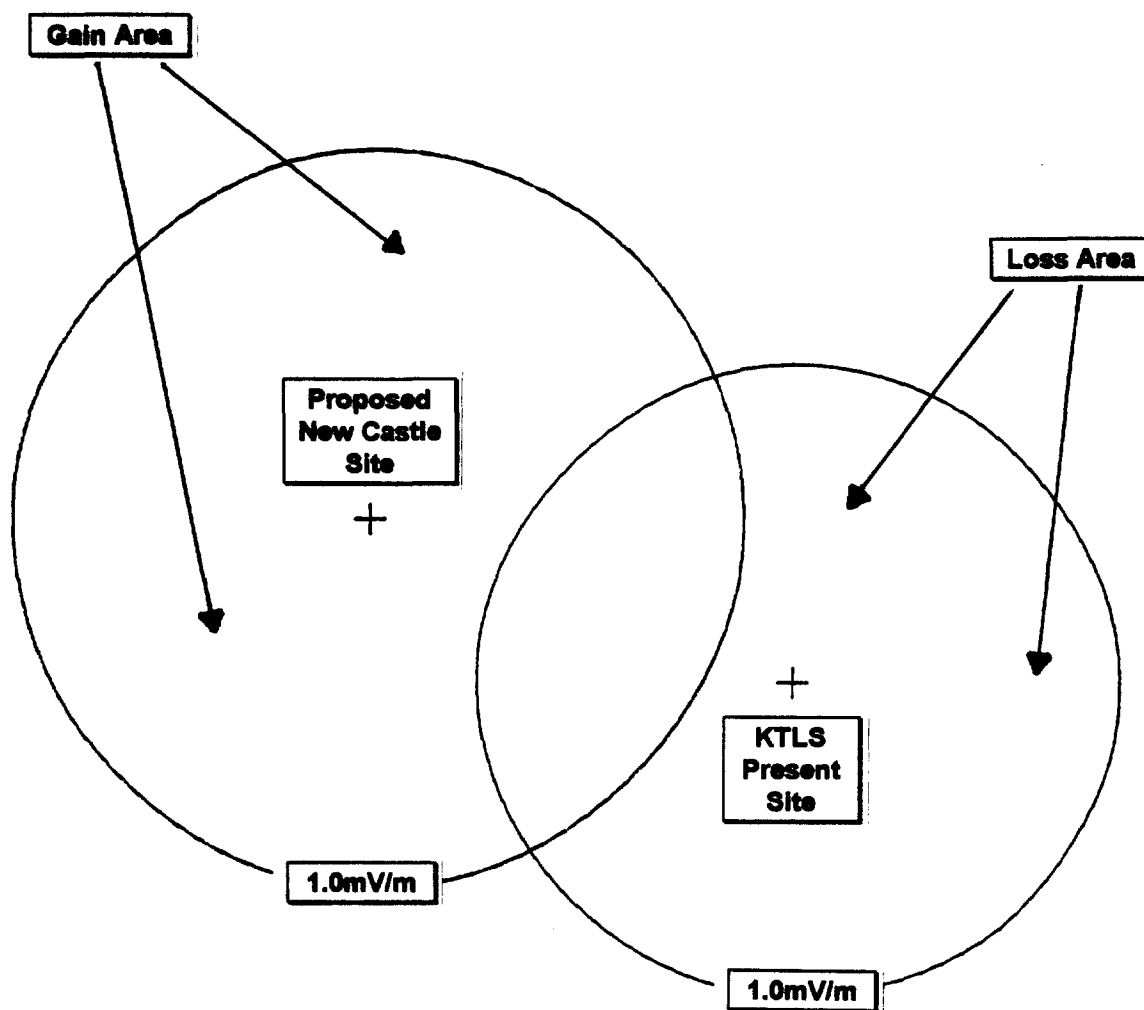 Gain Area
Loss Area
Proposed
New Castle
Site
KTLS
Present
Site
1.0mV/m
1.0mV/m